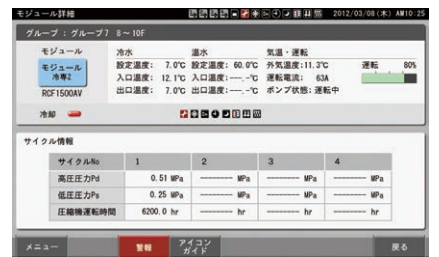 モジュール詳細 2012/03/08(木) AM10:25
グループ : グループ7 8～10F
モジュール 冷水 温水 気温・運転
モジュール 冷専2 設定温度: 7.0℃ 設定温度: 60.0℃ 外気温度:11.3℃ 運転 80%
入口温度: 12.1℃ 入口温度:---.-℃ 運転電流: 63A
RCF1500AV 出口温度: 7.0℃ 出口温度:---.-℃ ポンプ状態:運転中
冷却
サイクル情報
サイクルNo 1 2 3 4
高圧圧力Pd 0.51 MPa -------- MPa -------- MPa -------- MPa
低圧圧力Ps 0.25 MPa -------- MPa -------- MPa -------- MPa
圧縮機運転時間 6200.0 hr -------- hr -------- hr -------- hr
メニュー 警報 アイコンガイド 戻る